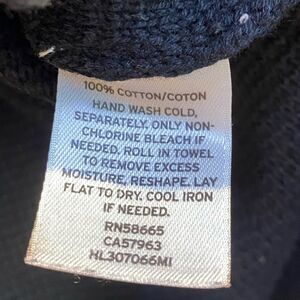 100% COTTON/COTON
HAND WASH COLD,
SEPARATELY. ONLY NON-
CHLORINE BLEACH IF
NEEDED. ROLL IN TOWEL
TO REMOVE EXCESS
MOISTURE, RESHAPE. LAY
FLAT TO DRY. COOL IRON
IF NEEDED.
RN58665
CA57963
HL307066MI